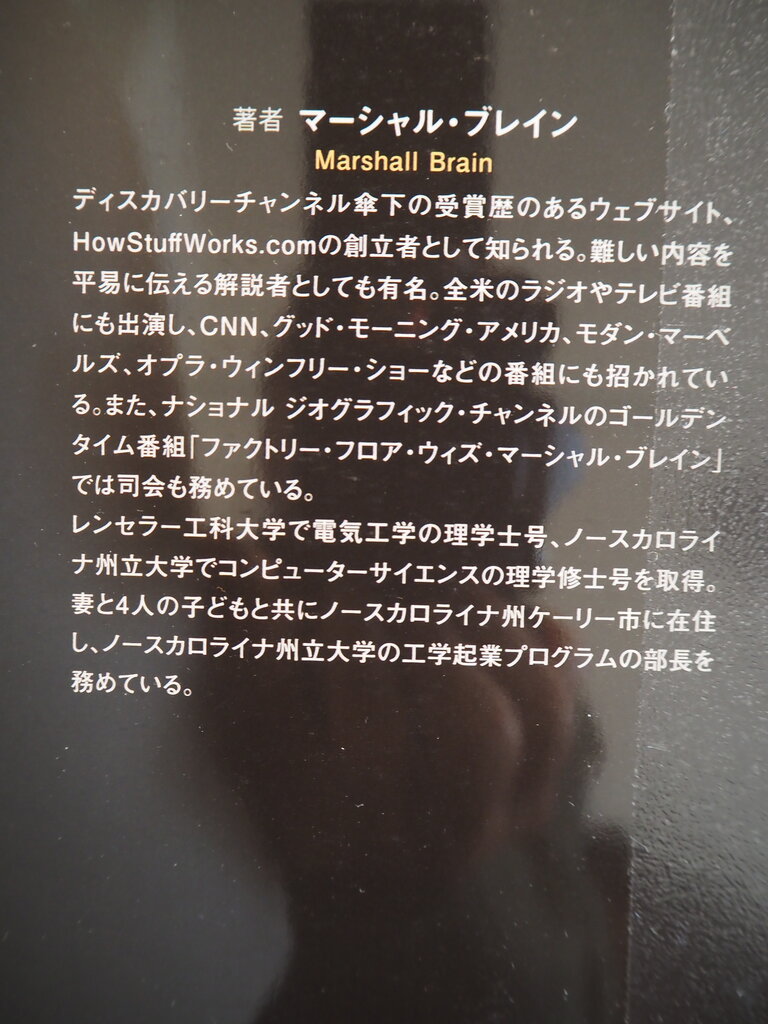 著者 マーシャル・ブレイン
Marshall Brain
ディスカバリーチャンネル傘下の受賞歴のあるウェブサイト、
HowStuffWorks.comの創立者として知られる。難しい内容を
平易に伝える解説者としても有名。全米のラジオやテレビ番組
にも出演し、CNN、グッド・モーニング・アメリカ、モダン・マーベ
ルズ、オプラ・ウィンフリー・ショーなどの番組にも招かれてい
る。また、ナショナル ジオグラフィック・チャンネルのゴールデン
タイム番組「ファクトリー・フロア・ウィズ・マーシャル・ブレイン」
では司会も務めている。
レンセラー工科大学で電気工学の理学士号、ノースカロライ
ナ州立大学でコンピューターサイエンスの理学修士号を取得。
妻と4人の子どもと共にノースカロライナ州ケーリー市に在住
し、ノースカロライナ州立大学の工学起業プログラムの部長を
務めている。